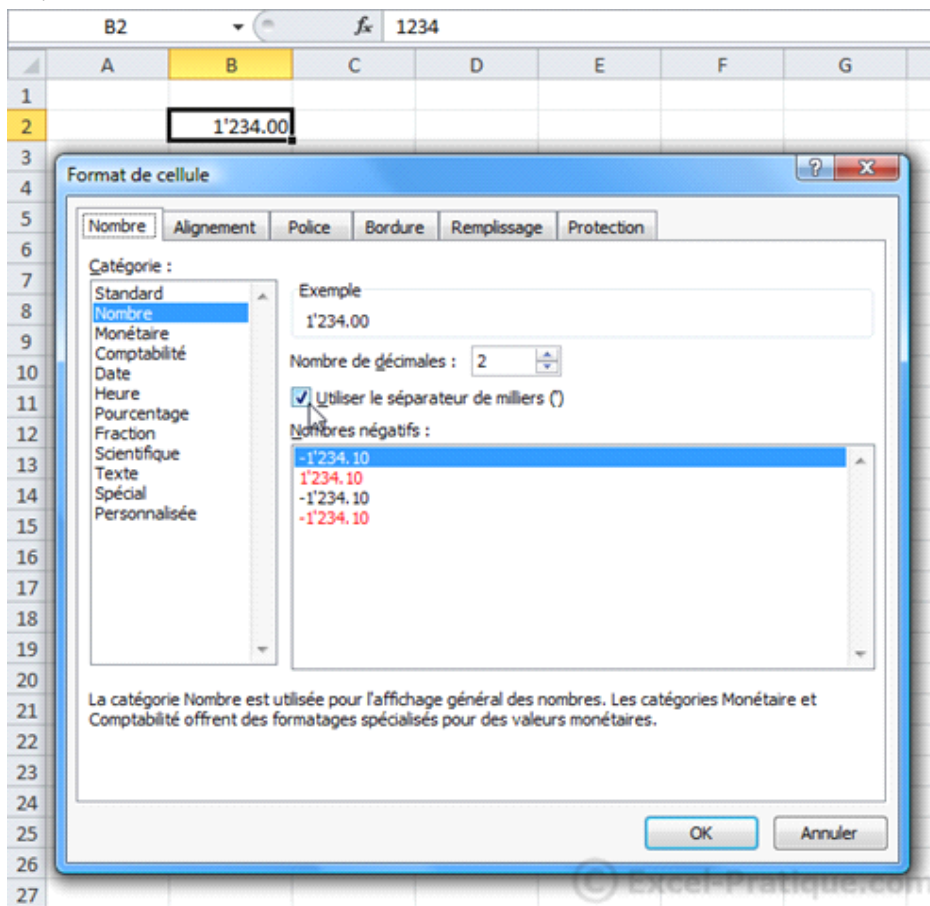 B2 fx 1234
A B C D E F G
1
2 1'234.00
3
4
5
6
7
8
9
10
11
12
13
14
15
16
17
18
19
20
21
22
23
24
25
26
27
Format de cellule
Nombre Alignement Police Bordure Remplissage Protection
Catégorie :
Standard
Nombre
Monétaire
Comptabilité
Date
Heure
Pourcentage
Fraction
Scientifique
Texte
Spécial
Personnalisée
Exemple
1'234.00
Nombre de décimales : 2
Utiliser le séparateur de milliers (')
Nombres négatifs :
-1'234.10
1'234.10
-1'234.10
-1'234.10
La catégorie Nombre est utilisée pour l'affichage général des nombres. Les catégories Monétaire et
Comptabilité offrent des formatages spécialisés pour des valeurs monétaires.
OK Annuler
© Excel-Pratique.com